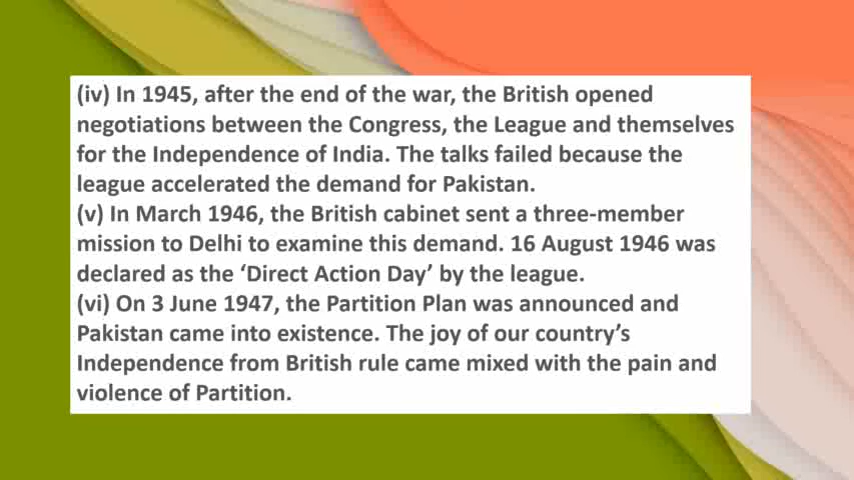 (iv) In 1945, after the end of the war, the British opened
negotiations between the Congress, the League and themselves
for the Independence of India. The talks failed because the
league accelerated the demand for Pakistan.
(v) In March 1946, the British cabinet sent a three-member
mission to Delhi to examine this demand. 16 August 1946 was
declared as the ‘Direct Action Day’ by the league.
(vi) On 3 June 1947, the Partition Plan was announced and
Pakistan came into existence. The joy of our country’s
Independence from British rule came mixed with the pain and
violence of Partition.